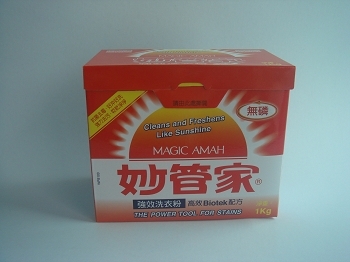 Cleans and Freshens
Like Sunshine.
無磷
MAGIC AMAH
妙管家®
強效洗衣粉 高效Biotek配方
1Kg
THE POWER TOOL FOR STAINS